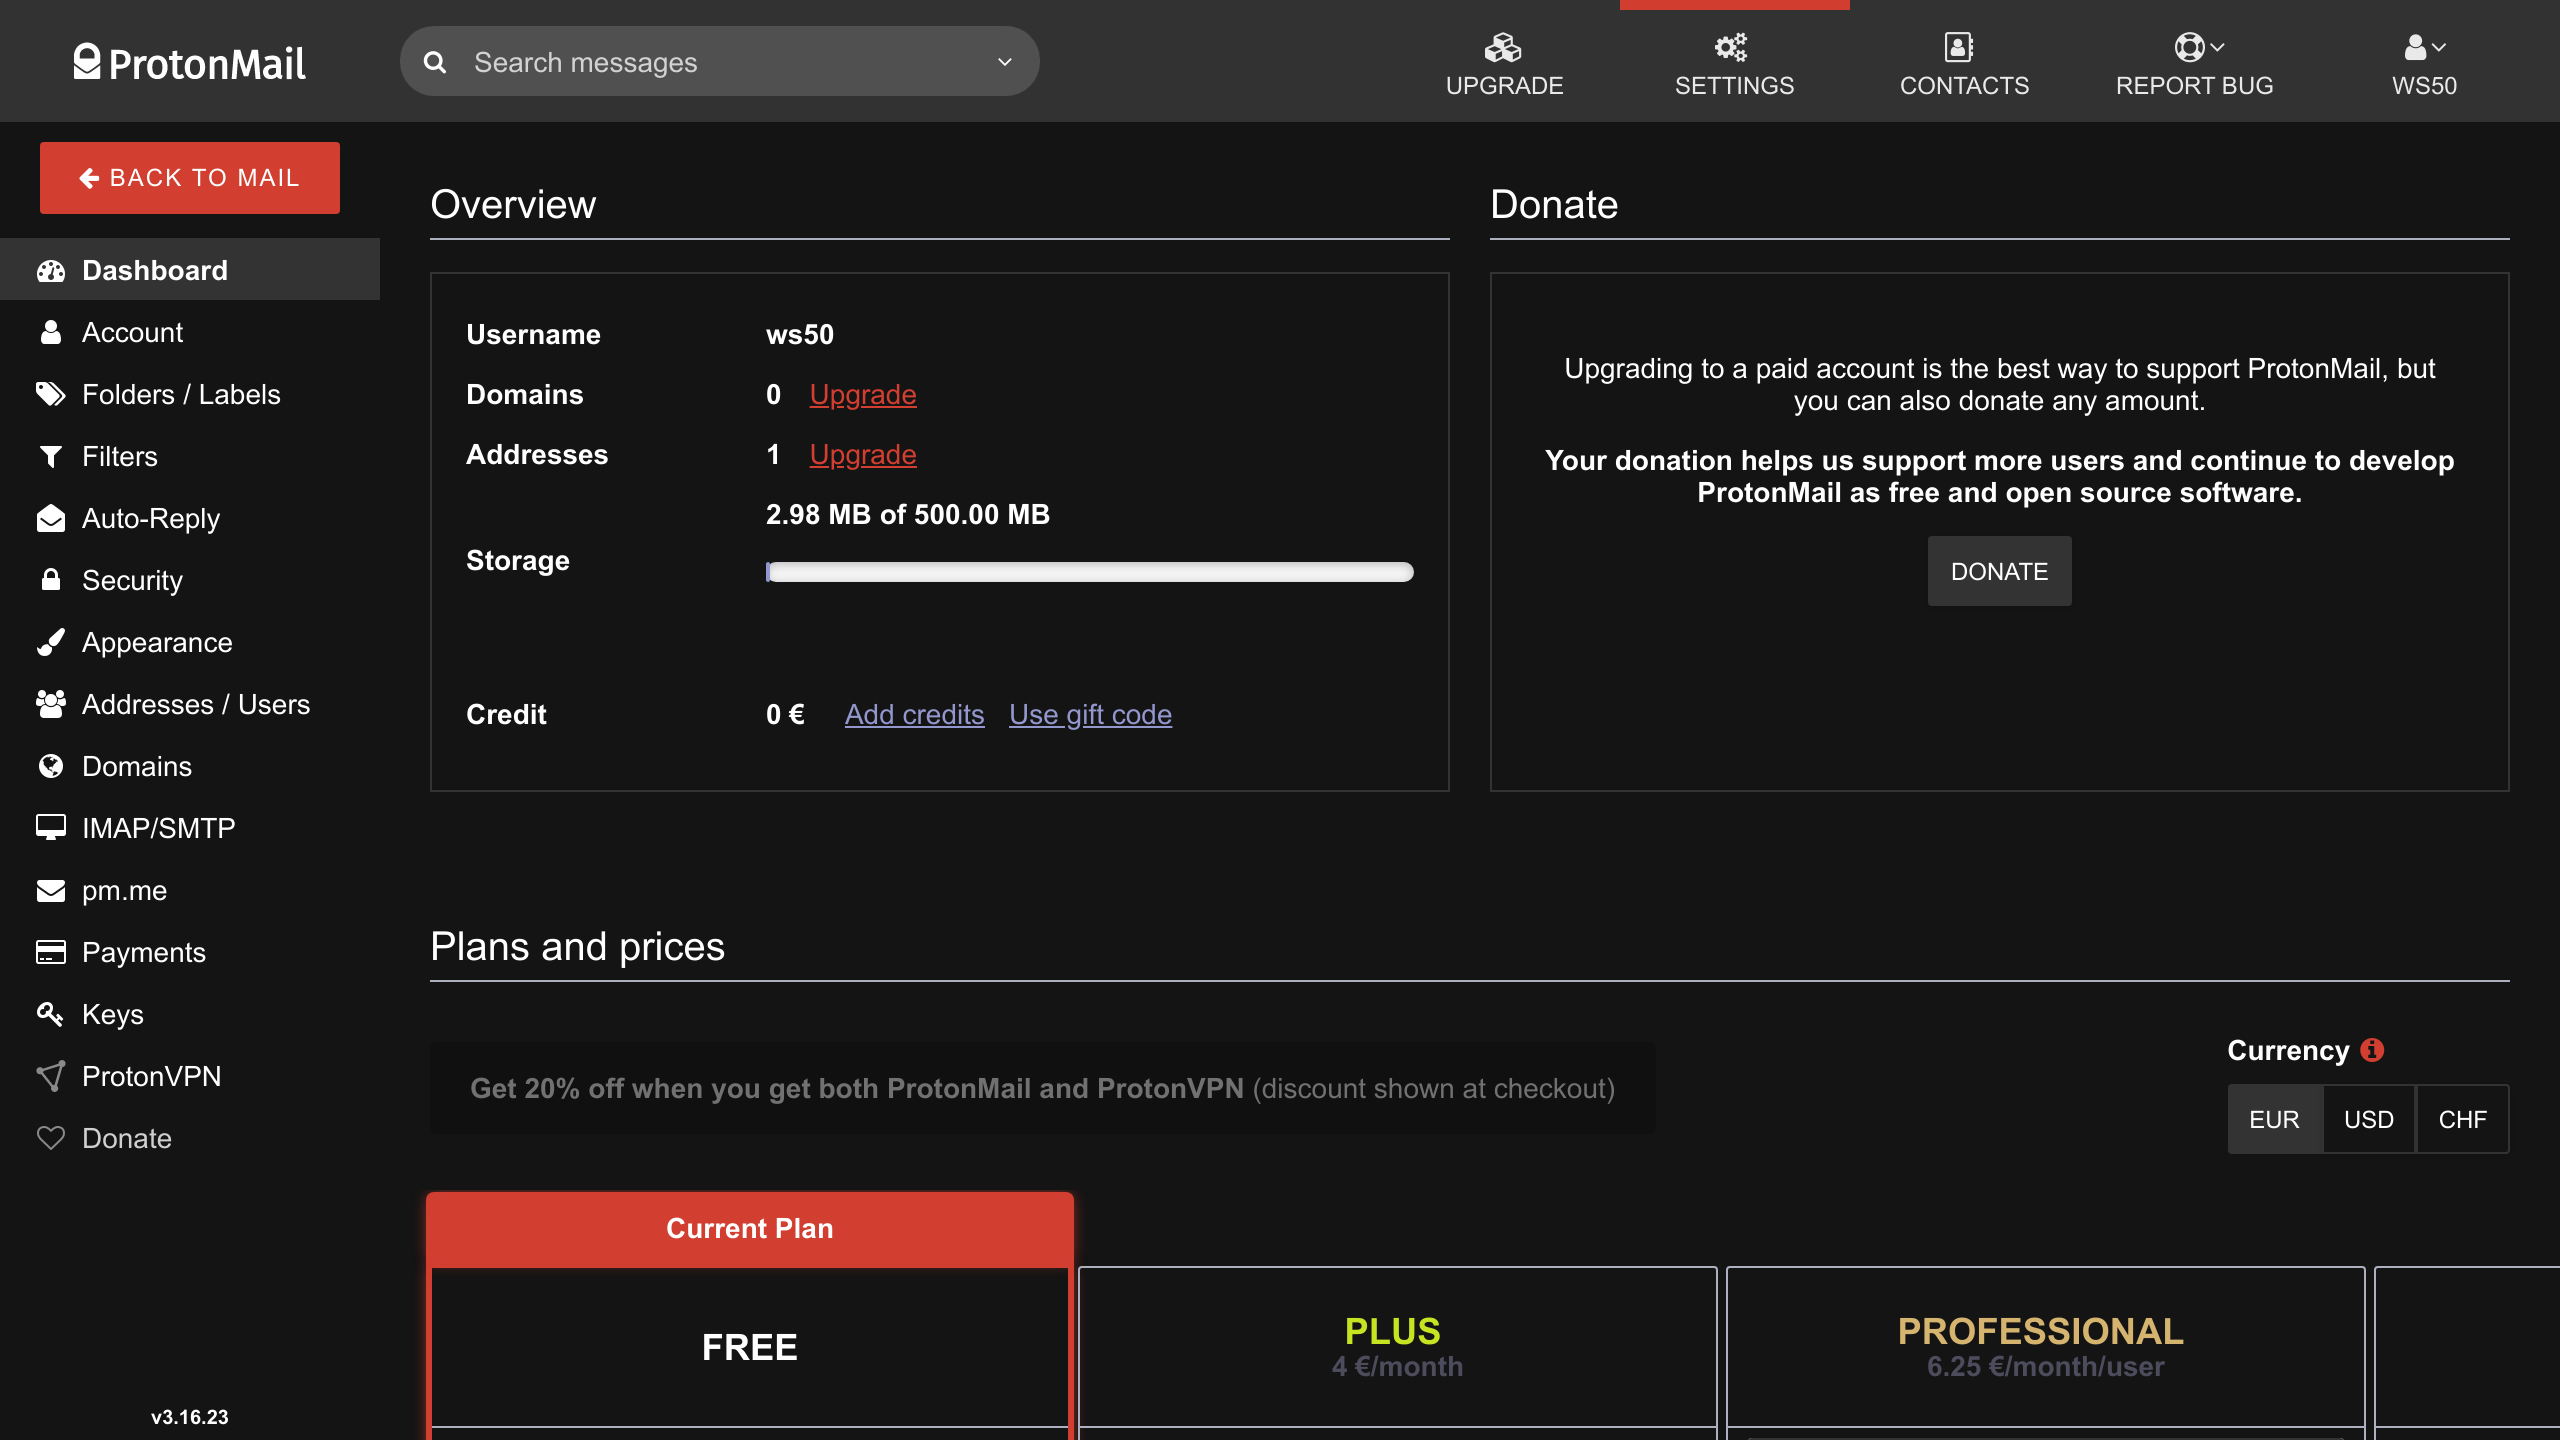 ProtonMail
Search messages
UPGRADE
SETTINGS
CONTACTS
REPORT BUG
WS50
BACK TO MAIL
Dashboard
Account
Folders / Labels
Filters
Auto-Reply
Security
Appearance
Addresses / Users
Domains
IMAP/SMTP
pm.me
Payments
Keys
ProtonVPN
Donate
v3.16.23
Overview
Username ws50
Domains 0 Upgrade
Addresses 1 Upgrade
2.98 MB of 500.00 MB
Storage
Credit 0 € Add credits Use gift code
Donate
Upgrading to a paid account is the best way to support ProtonMail, but
you can also donate any amount.
Your donation helps us support more users and continue to develop
ProtonMail as free and open source software.
DONATE
Plans and prices
Get 20% off when you get both ProtonMail and ProtonVPN (discount shown at checkout)
Currency
EUR USD CHF
Current Plan
FREE
PLUS
4 €/month
PROFESSIONAL
6.25 €/month/user